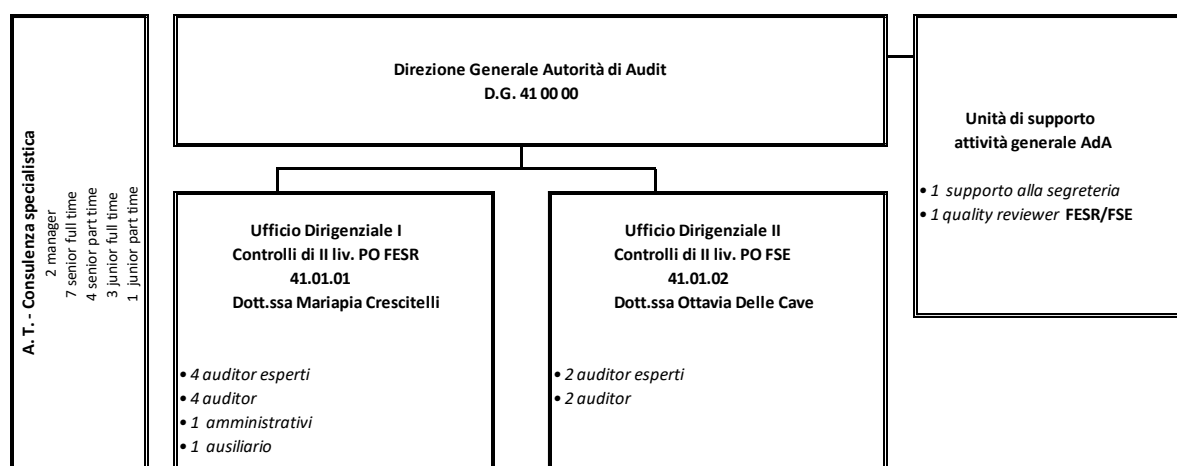 A. T. - Consulenza specialistica
2 manager
7 senior full time
4 senior part time
3 junior full time
1 junior part time
Direzione Generale Autorità di Audit
D.G. 41 00 00
Unità di supporto
attività generale AdA
• 1 supporto alla segreteria
• 1 quality reviewer FESR/FSE
Ufficio Dirigenziale I
Controlli di II liv. PO FESR
41.01.01
Dott.ssa Mariapia Crescitelli
• 4 auditor esperti
• 4 auditor
• 1 amministrativi
• 1 ausiliario
Ufficio Dirigenziale II
Controlli di II liv. PO FSE
41.01.02
Dott.ssa Ottavia Delle Cave
• 2 auditor esperti
• 2 auditor